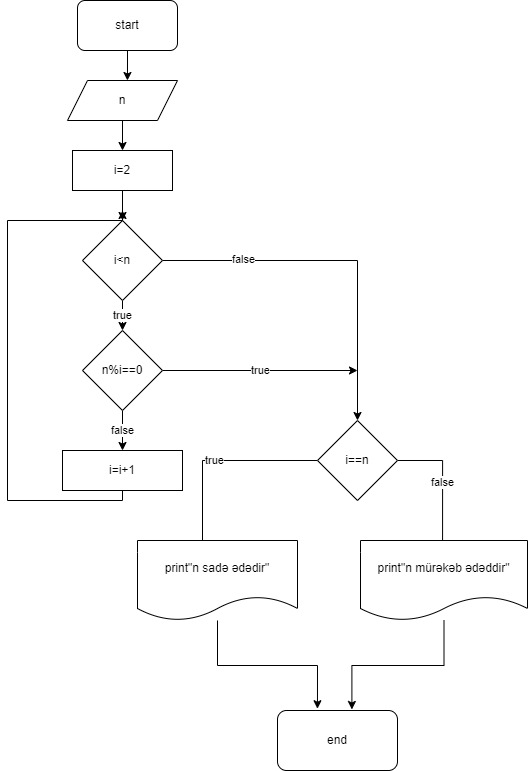 start
n
i=2
i<n
false
true
n%i==0
true
false
i==n
i=i+1
true
false
print"n sadə ədədir"
print"n mürəkəb ədəddir"
end